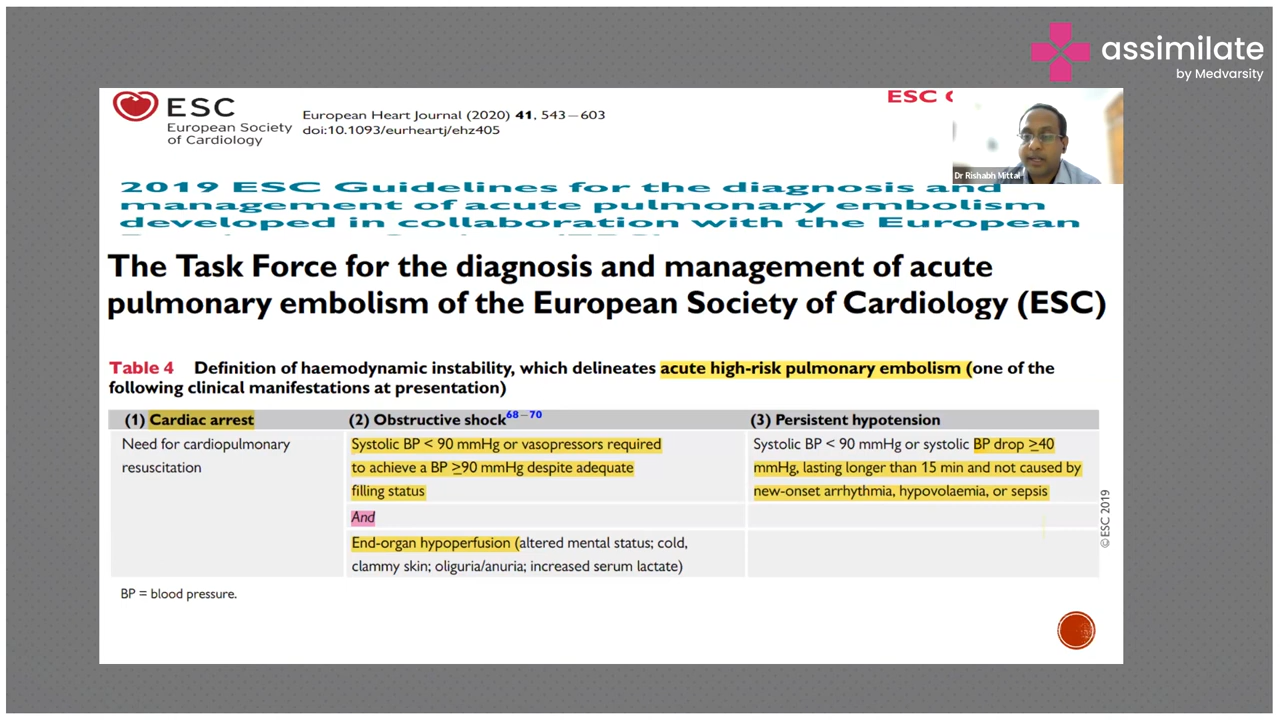 assimilate
by Medvarsity
ESC
European Society
of Cardiology
European Heart Journal (2020) 41, 543–603
doi:10.1093/eurheartj/ehz405
ESC
Dr Rishabh Mittal
2019 ESC Guidelines for the diagnosis and
management of acute pulmonary embolism
developed in collaboration with the European
The Task Force for the diagnosis and management of acute
pulmonary embolism of the European Society of Cardiology (ESC)
Table 4 Definition of haemodynamic instability, which delineates acute high-risk pulmonary embolism (one of the
following clinical manifestations at presentation)
(1) Cardiac arrest
(2) Obstructive shock68–70
(3) Persistent hypotension
Need for cardiopulmonary
resuscitation
Systolic BP < 90 mmHg or vasopressors required
to achieve a BP ≥90 mmHg despite adequate
filling status
And
End-organ hypoperfusion (altered mental status; cold,
clammy skin; oliguria/anuria; increased serum lactate)
Systolic BP < 90 mmHg or systolic BP drop ≥40
mmHg, lasting longer than 15 min and not caused by
new-onset arrhythmia, hypovolaemia, or sepsis
© ESC 2019
BP = blood pressure.